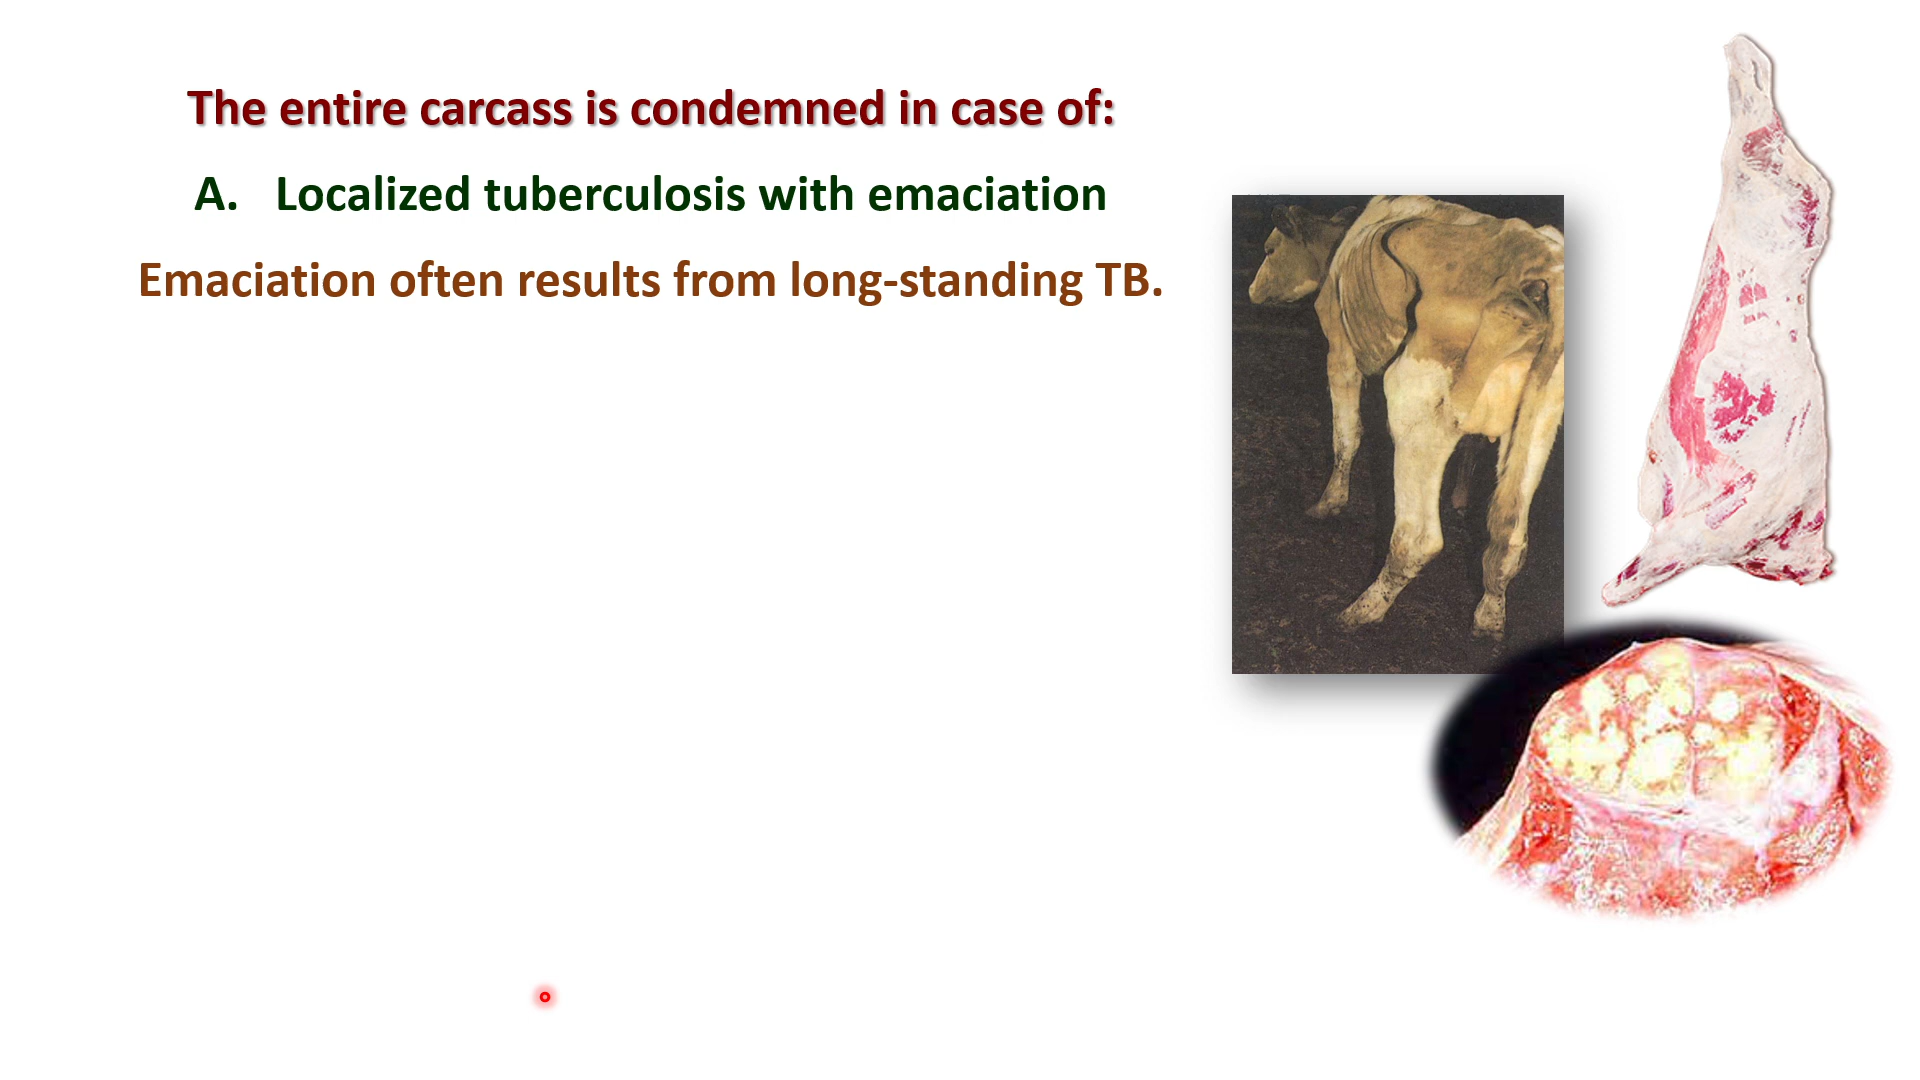 The entire carcass is condemned in case of:
A. Localized tuberculosis with emaciation
Emaciation often results from long-standing TB.